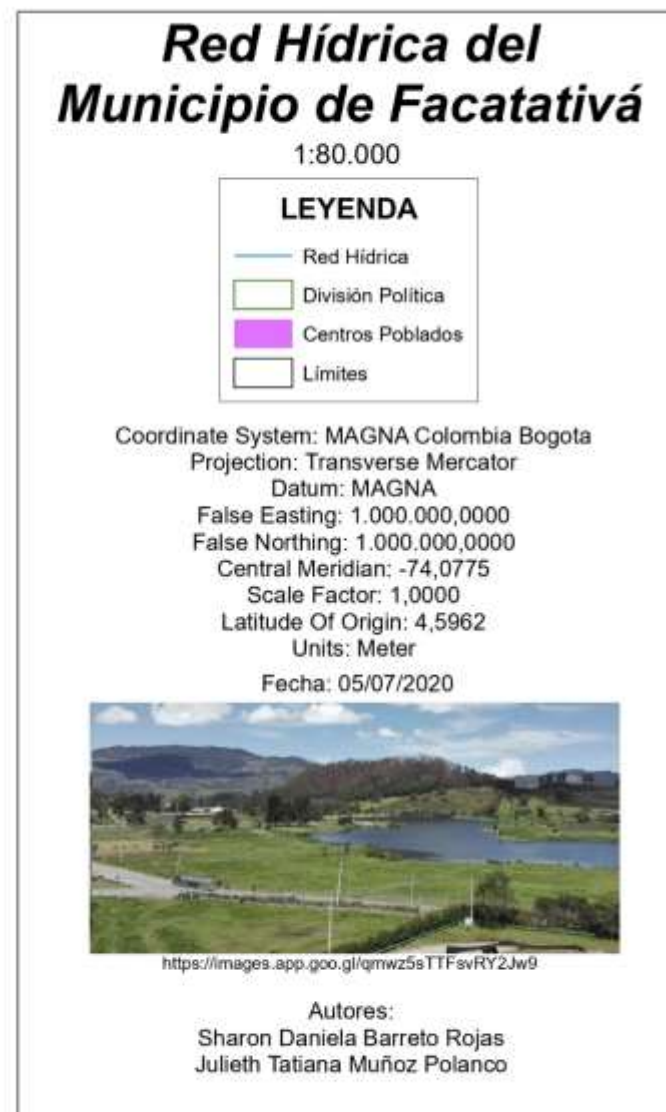 Red Hídrica del
Municipio de Facatativá
1:80.000
LEYENDA
Red Hídrica
División Política
Centros Poblados
Límites
Coordinate System: MAGNA Colombia Bogota
Projection: Transverse Mercator
Datum: MAGNA
False Easting: 1.000.000,0000
False Northing: 1.000.000,0000
Central Meridian: -74,0775
Scale Factor: 1,0000
Latitude Of Origin: 4,5962
Units: Meter
Fecha: 05/07/2020
https://images.app.goo.gl/qmwz5sTTFsvRY2Jw9
Autores:
Sharon Daniela Barreto Rojas
Julieth Tatiana Muñoz Polanco